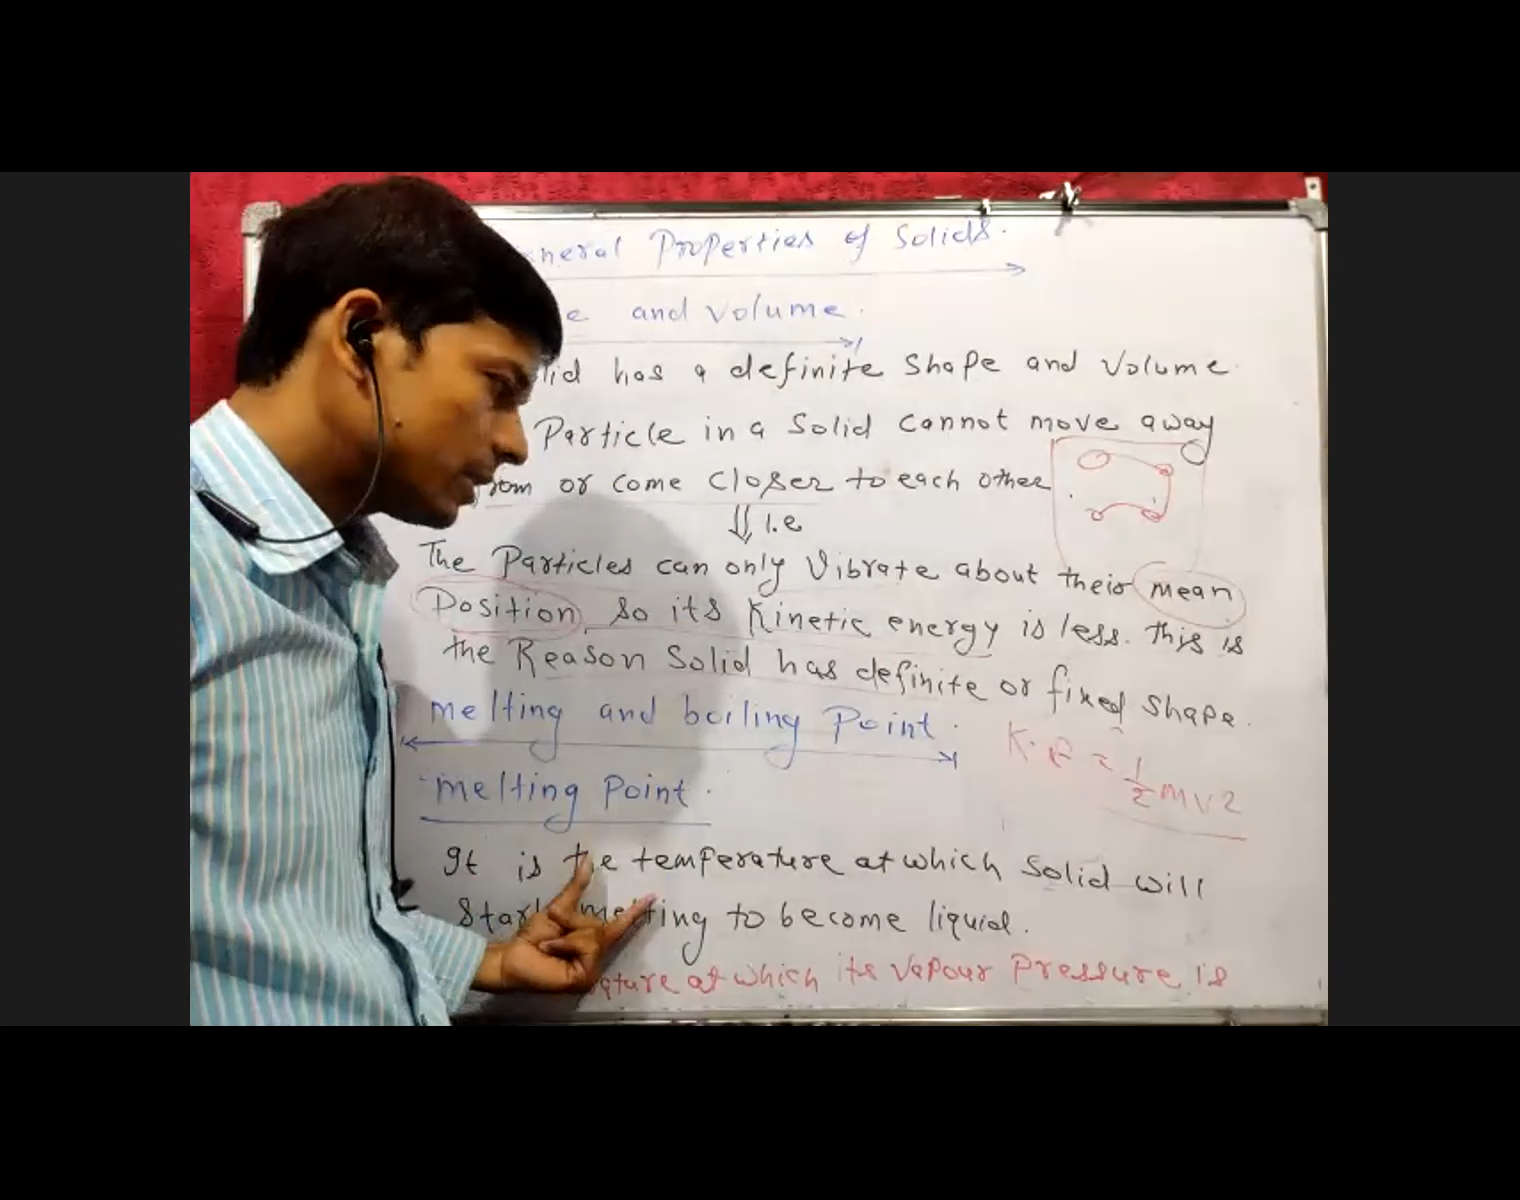 Properties of Solids.
and volume.
has a definite shape and volume.
Particle in a Solid cannot move away
or come closer to each other.
i.e
The Particles can only Vibrate about their mean
Position, so its Kinetic energy is less. This is
the Reason Solid has definite or fixed shape.
melting and boiling Point.
K.E = 1/2 mv2
melting Point.
It is the temperature at which Solid will
melting to become liquid.
at which its Vapour Pressure is